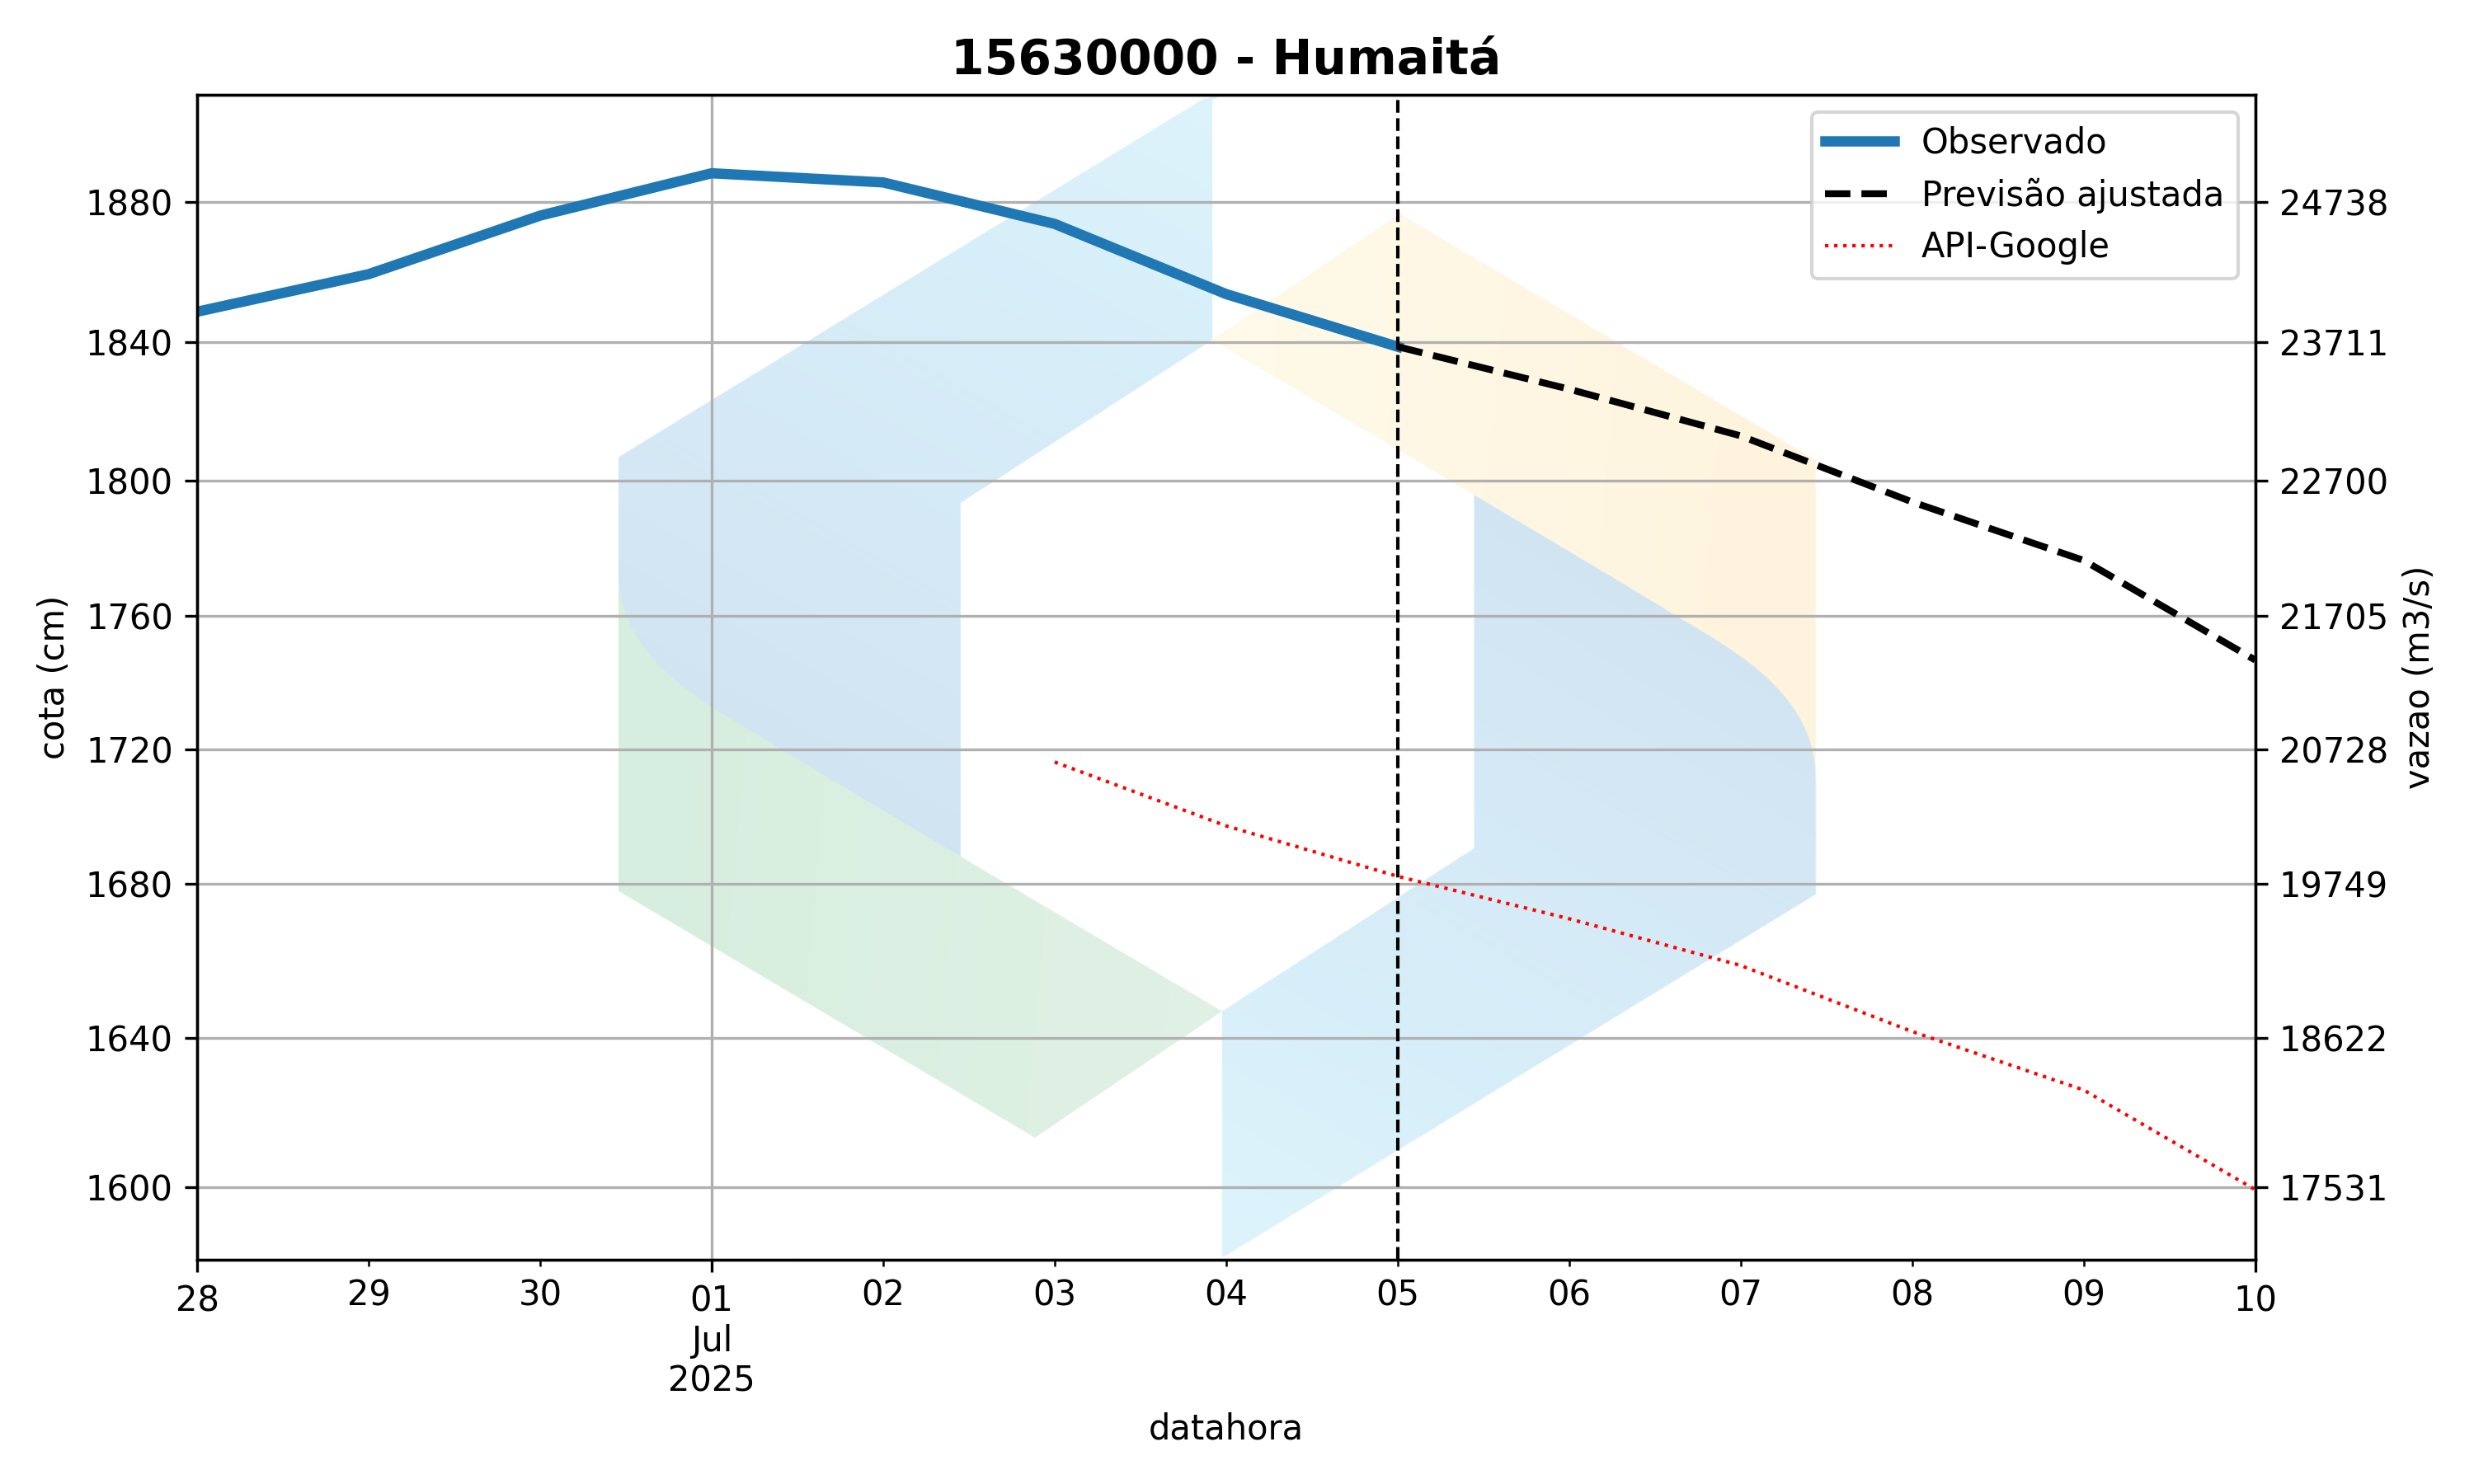 15630000 - Humaitá
Observado
Previsão ajustada
API-Google
cota (cm)
1880
1840
1800
1760
1720
1680
1640
1600
24738
23711
22700
21705
20728
19749
18622
17531
vazao (m3/s)
28 29 30 01 02 03 04 05 06 07 08 09 10
Jul
2025
datahora